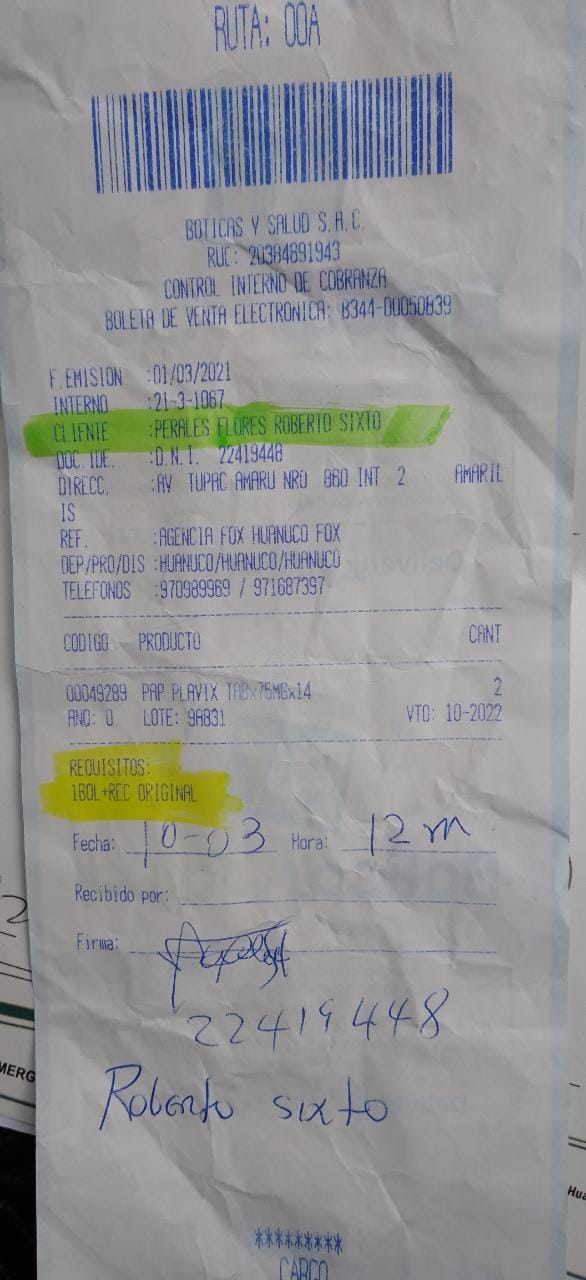 RUTA: 00A
BOTICAS Y SALUD S.A.C.
RUC: 20384891943
CONTROL INTERNO DE COBRANZA
BOLETA DE VENTA ELECTRONICA: B344-00050839
F.EMISION :01/03/2021
INTERNO :21-3-1067
CLIENTE :PERALES FLORES ROBERTO SIXTO
DOC.IDE. :D.N.I. 22419448
DIRECC. :AV TUPAC AMARU NRO 860 INT 2 AMARIL
IS
REF. :AGENCIA FOX HUANUCO FOX
DEP/PRO/DIS :HUANUCO/HUANUCO/HUANUCO
TELEFONOS :970989969 / 971687397
CODIGO PRODUCTO CANT
00049289 PAP PLAVIX TABx75MGx14 2
ANO: 0 LOTE: 9A831 VTO: 10-2022
REQUISITOS:
1BOL+REC ORIGINAL
Fecha: 10-03 Hora: 12 m
Recibido por:
Firma:
22419448
Roberto sixto
*********
CARGO
MERG
Hua